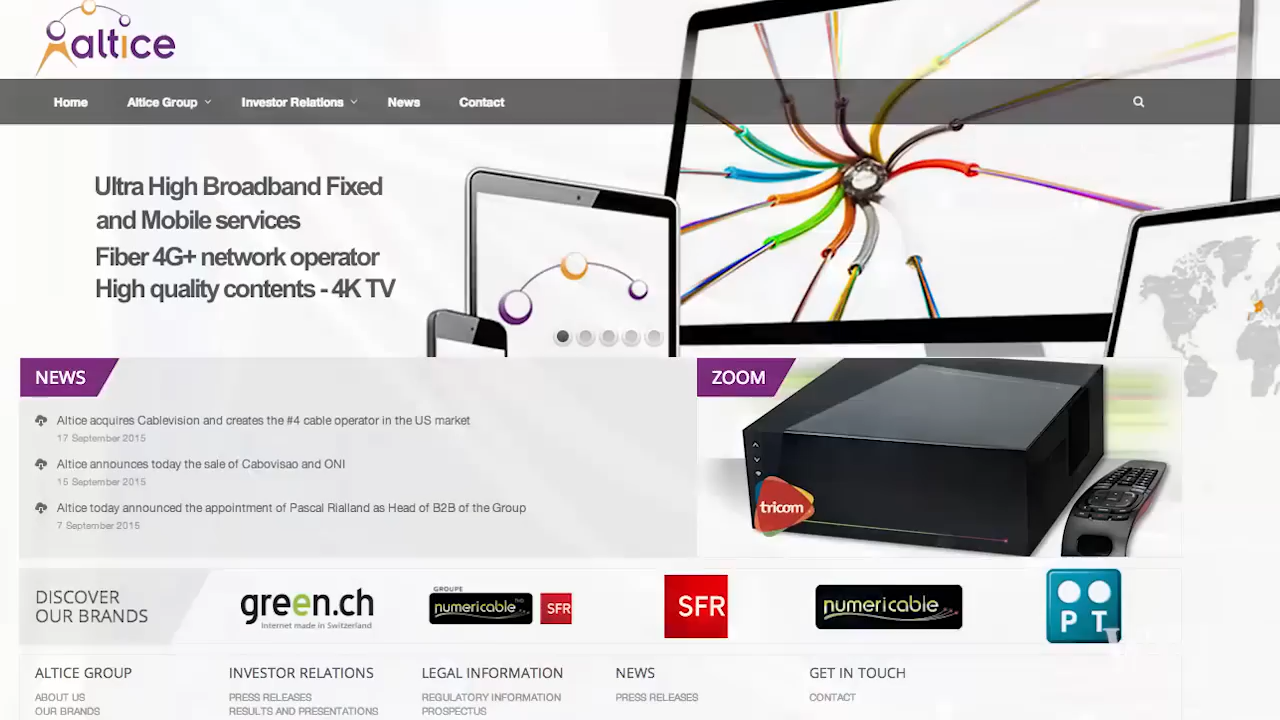 altice
Home Altice Group Investor Relations News Contact
Ultra High Broadband Fixed
and Mobile services
Fiber 4G+ network operator
High quality contents - 4K TV
NEWS
ZOOM
Altice acquires Cablevision and creates the #4 cable operator in the US market
17 September 2015
Altice announces today the sale of Cabovisao and ONI
15 September 2015
Altice today announced the appointment of Pascal Rialland as Head of B2B of the Group
7 September 2015
tricom
DISCOVER
OUR BRANDS
green.ch
Internet made in Switzerland
GROUPE
numericable
SFR
SFR
numericable
PT
ALTICE GROUP INVESTOR RELATIONS LEGAL INFORMATION NEWS GET IN TOUCH
ABOUT US PRESS RELEASES REGULATORY INFORMATION PRESS RELEASES CONTACT
OUR BRANDS RESULTS AND PRESENTATIONS PROSPECTUS